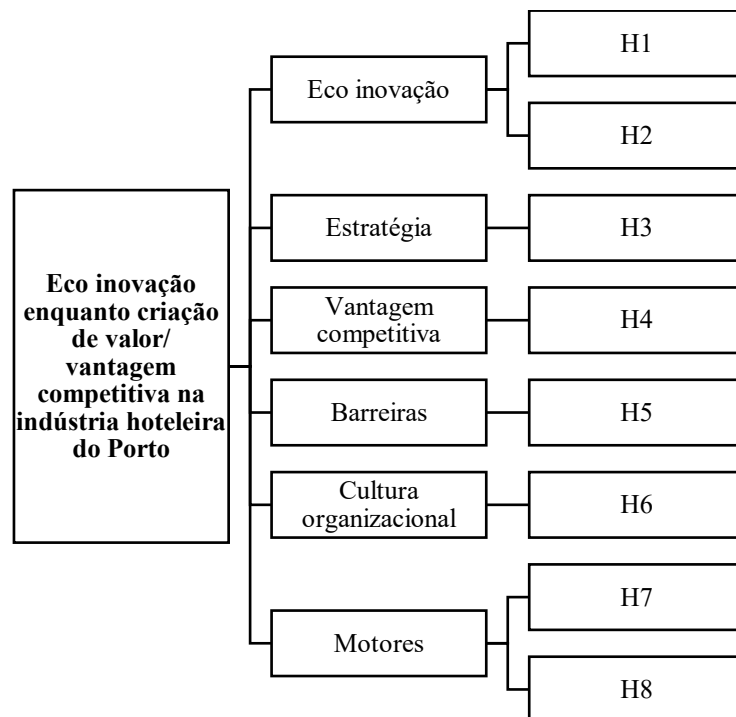 Eco inovação
enquanto criação
de valor/
vantagem
competitiva na
indústria hoteleira
do Porto
Eco inovação
H1
H2
Estratégia
H3
Vantagem
competitiva
H4
Barreiras
H5
Cultura
organizacional
H6
Motores
H7
H8